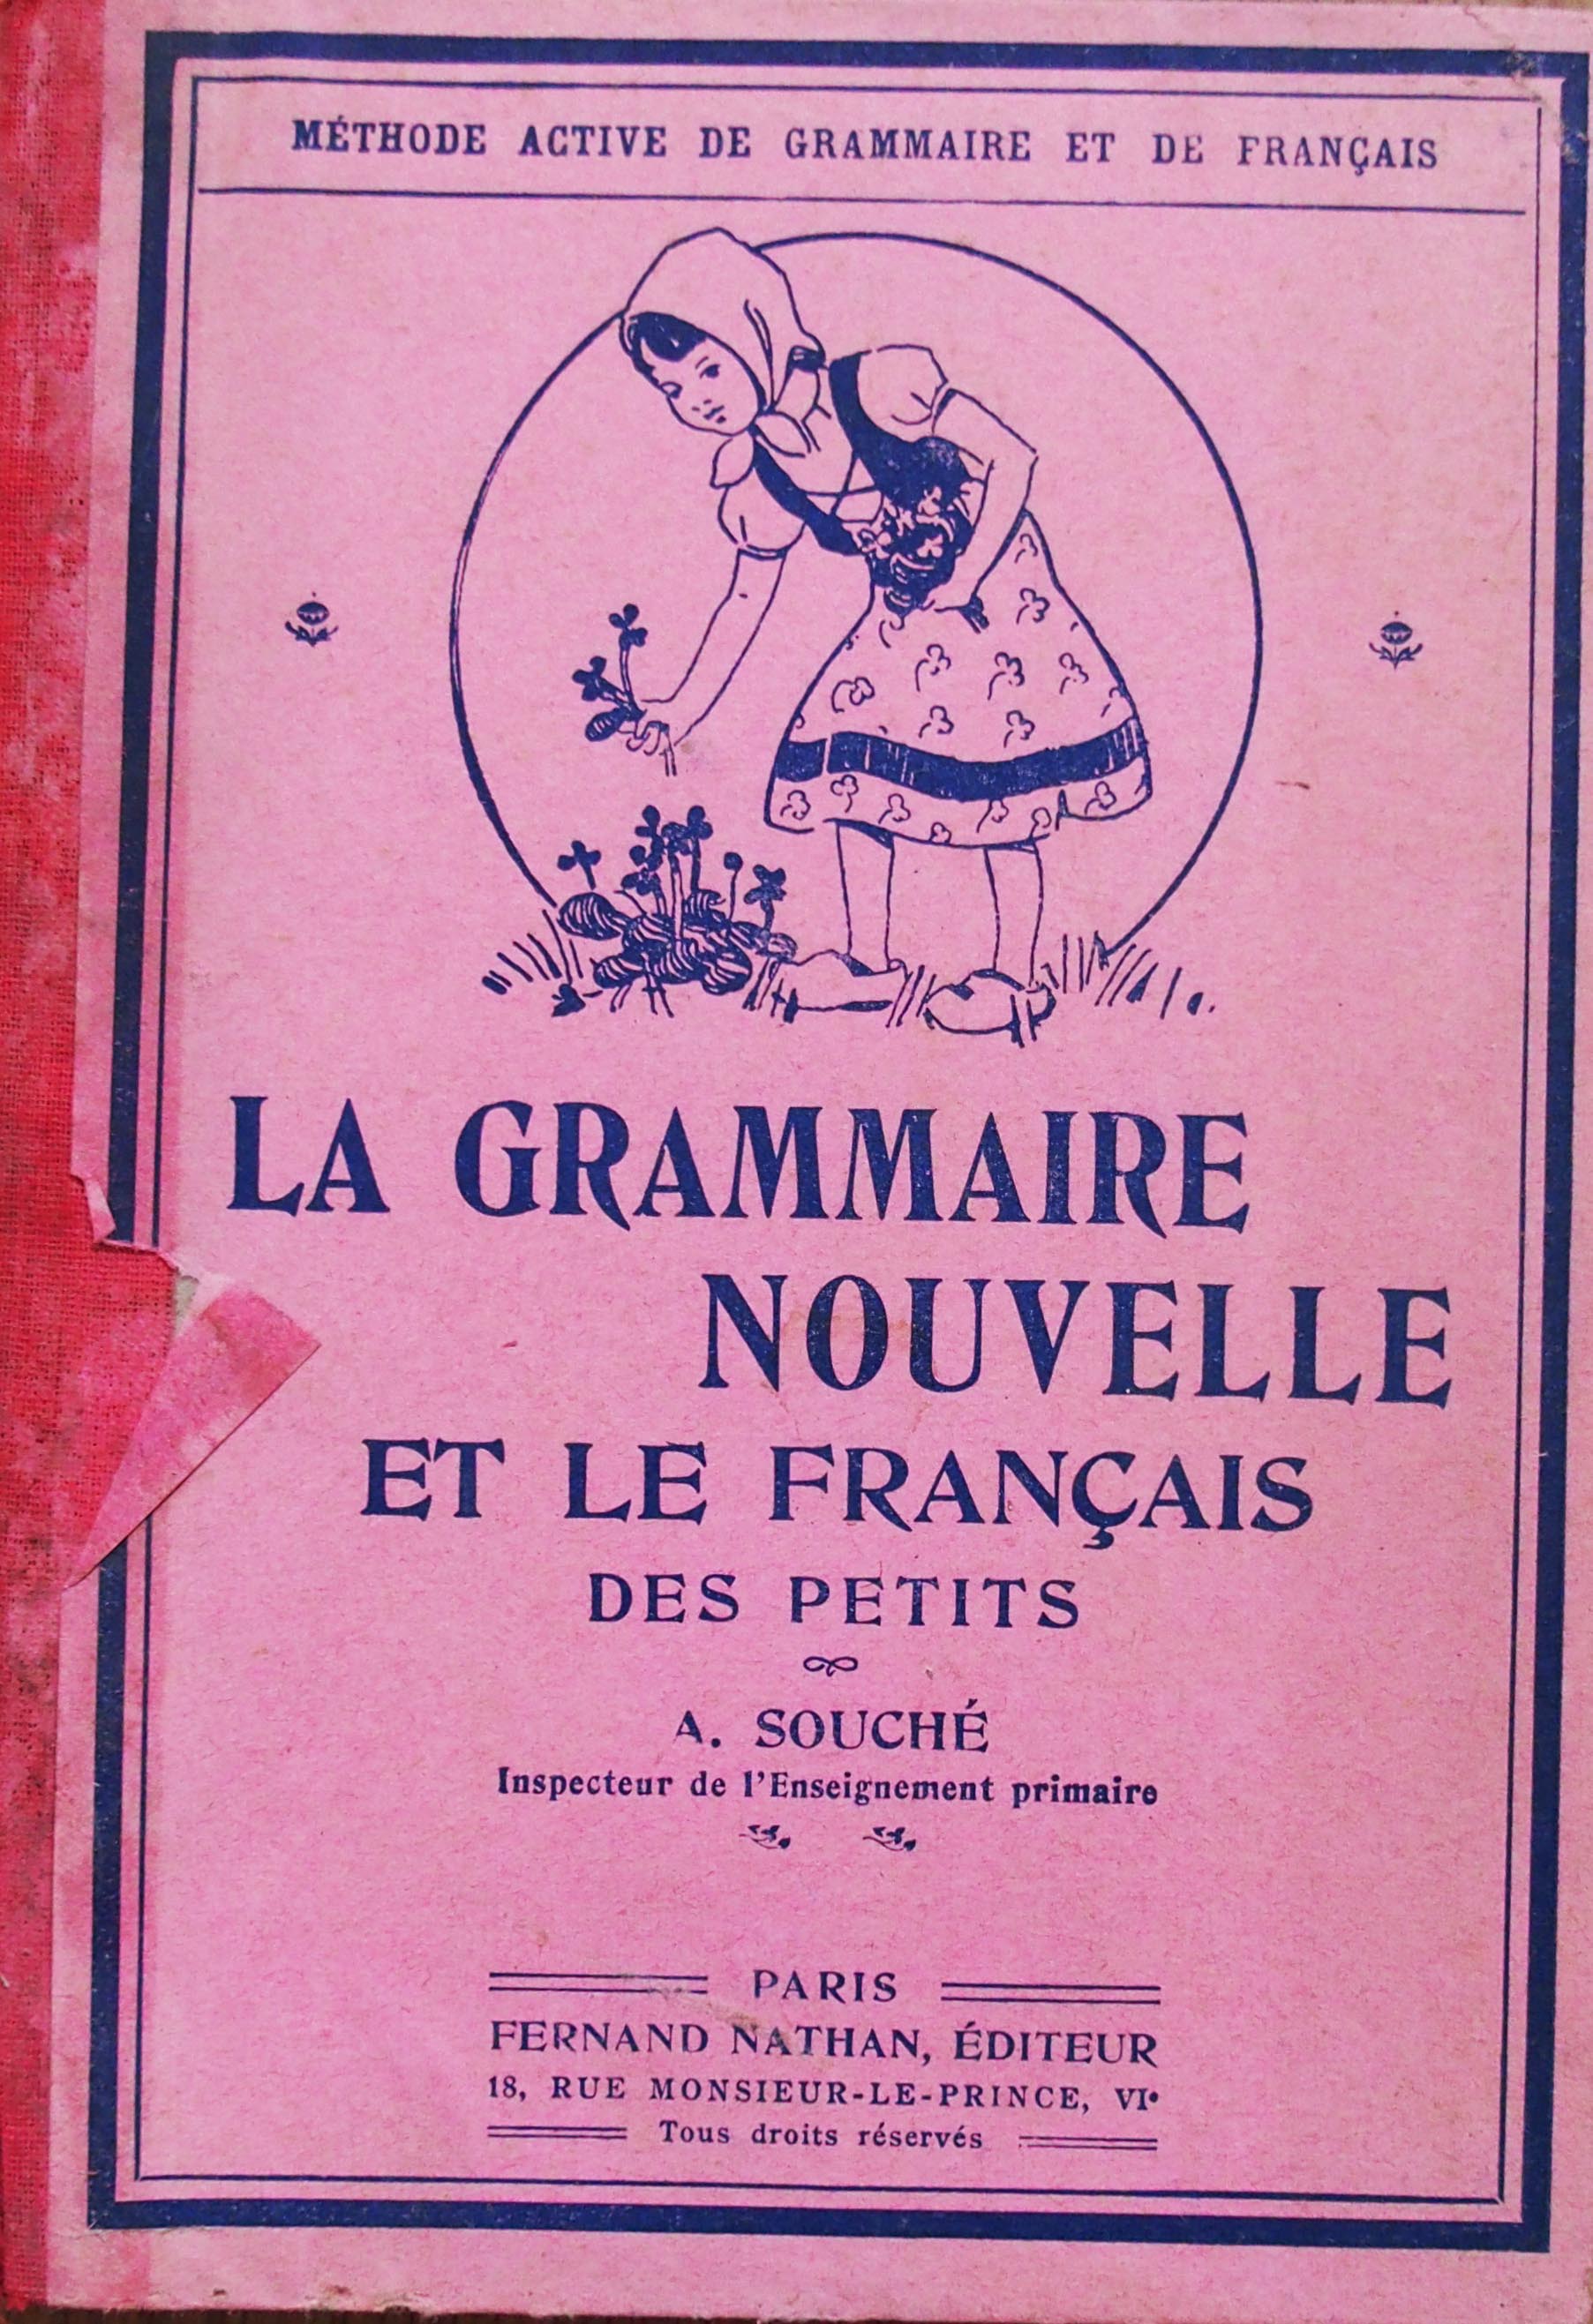 MÉTHODE ACTIVE DE GRAMMAIRE ET DE FRANÇAIS
LA GRAMMAIRE
NOUVELLE
ET LE FRANÇAIS
DES PETITS
A. SOUCHÉ
Inspecteur de l'Enseignement primaire
PARIS
FERNAND NATHAN, ÉDITEUR
18, RUE MONSIEUR-LE-PRINCE, VIe
Tous droits réservés